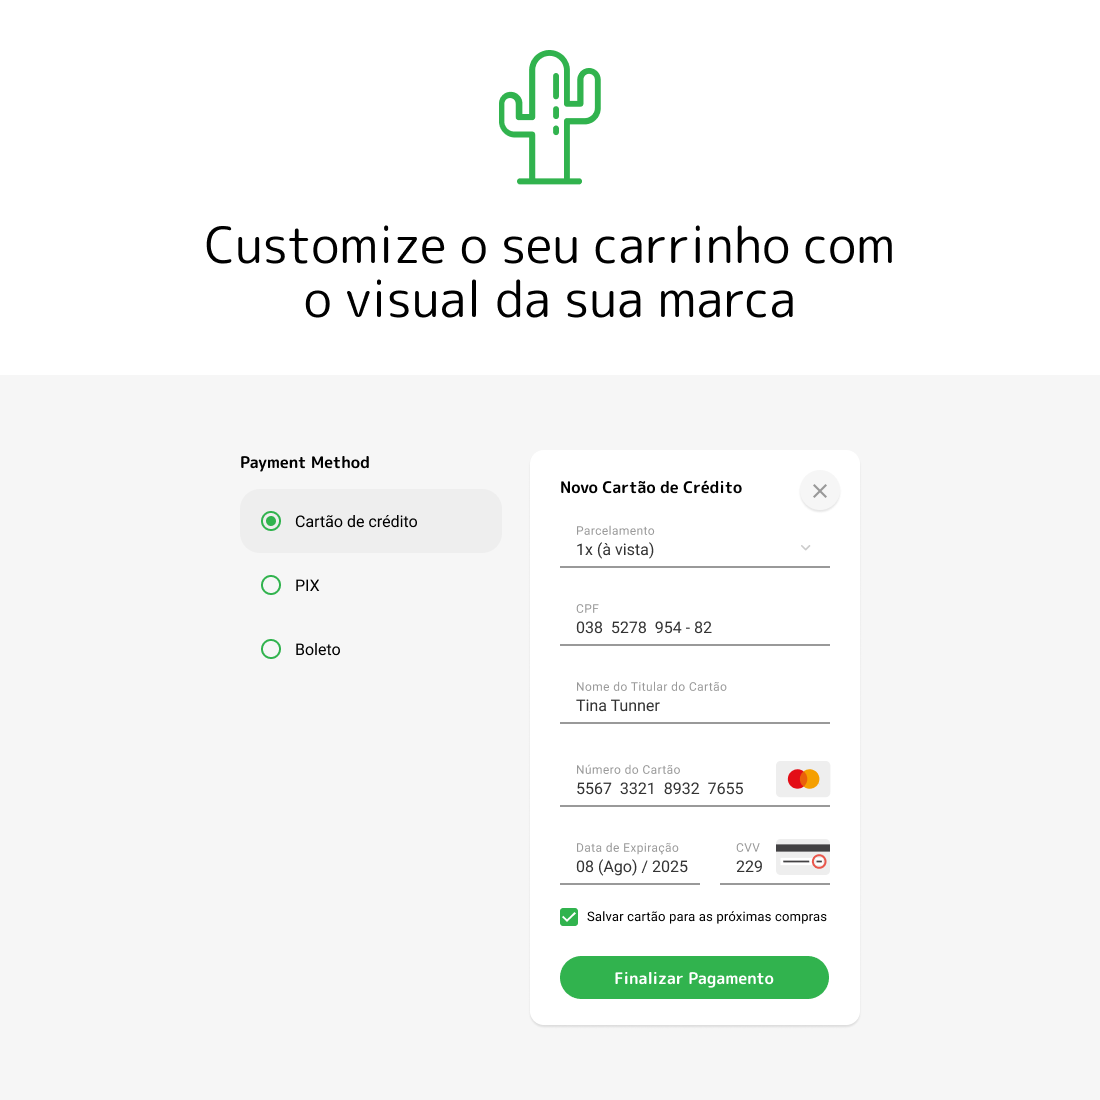 Customize o seu carrinho com
o visual da sua marca
Payment Method
Cartão de crédito
PIX
Boleto
Novo Cartão de Crédito
Parcelamento
1x (à vista)
CPF
038 5278 954 - 82
Nome do Titular do Cartão
Tina Tunner
Número do Cartão
5567 3321 8932 7655
Data de Expiração
08 (Ago) / 2025
CVV
229
Salvar cartão para as próximas compras
Finalizar Pagamento